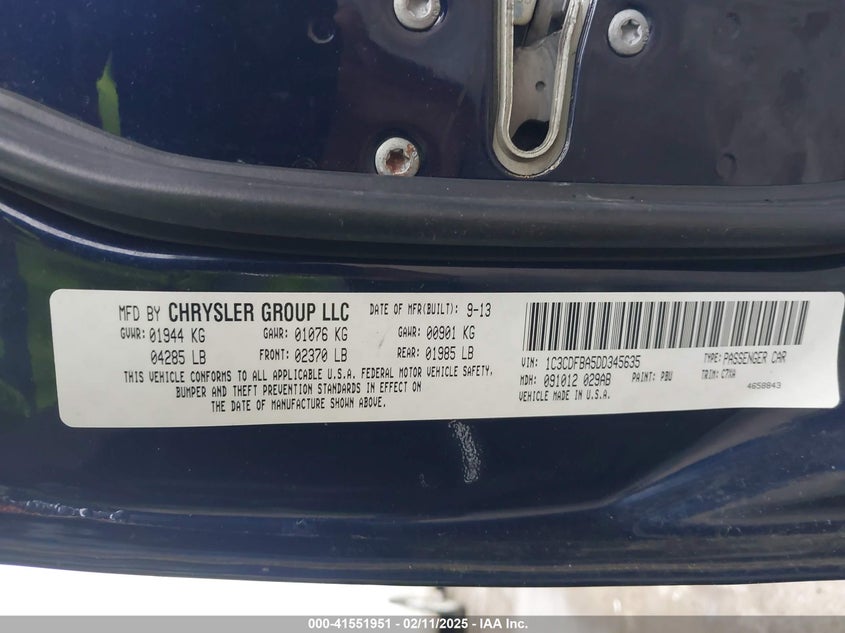 MFD BY CHRYSLER GROUP LLC DATE OF MFR(BUILT): 9-13
GVWR: 01944 KG GAWR: 01076 KG GAWR: 00901 KG
04285 LB FRONT: 02370 LB REAR: 01985 LB
THIS VEHICLE CONFORMS TO ALL APPLICABLE U.S.A. FEDERAL MOTOR VEHICLE SAFETY,
BUMPER AND THEFT PREVENTION STANDARDS IN EFFECT ON
THE DATE OF MANUFACTURE SHOWN ABOVE.
VIN: 1C3CDFBA5DD345635 TYPE: PASSENGER CAR
MDH: 091012 029AB PAINT: PBU TRIM: C7XA
VEHICLE MADE IN U.S.A. 4658843
000-41551951 - 02/11/2025 - IAA Inc.